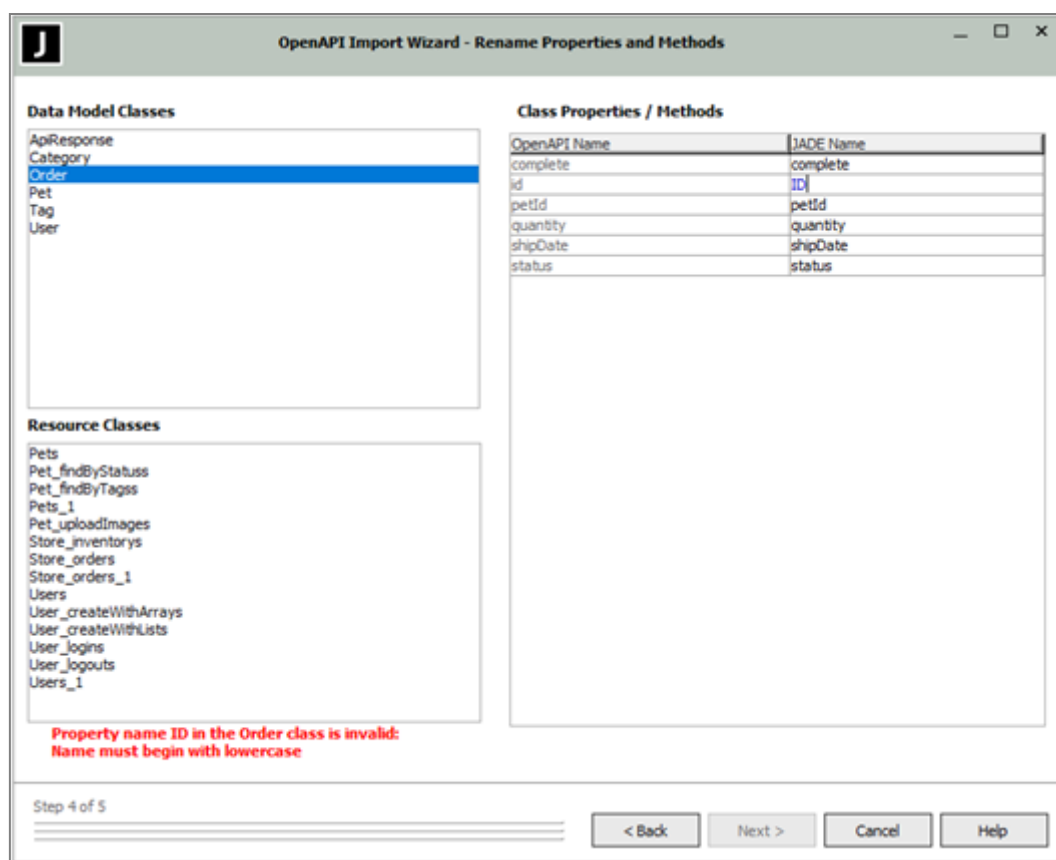 J
OpenAPI Import Wizard - Rename Properties and Methods
Data Model Classes
ApiResponse
Category
Order
Pet
Tag
User
Resource Classes
Pets
Pet_findByStatuss
Pet_findByTagss
Pets_1
Pet_uploadImages
Store_inventorys
Store_orders
Store_orders_1
Users
User_createWithArrays
User_createWithLists
User_logins
User_logouts
Users_1
Property name ID in the Order class is invalid:
Name must begin with lowercase
Class Properties / Methods
OpenAPI Name JADE Name
complete complete
id ID
petId petId
quantity quantity
shipDate shipDate
status status
Step 4 of 5
< Back Next > Cancel Help